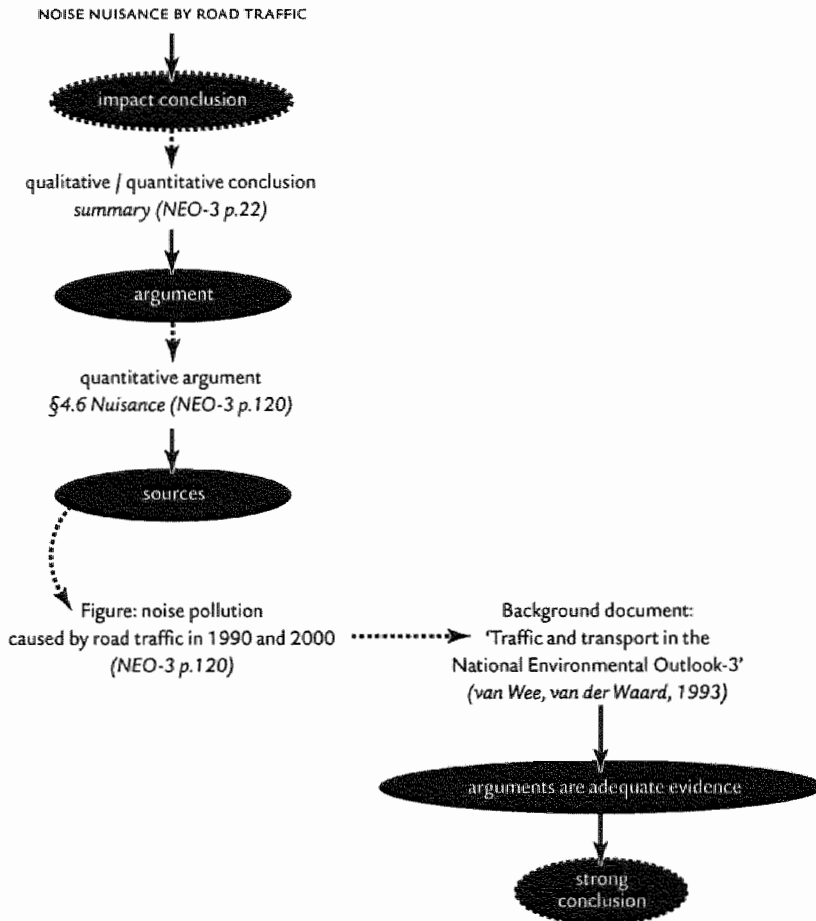 NOISE NUISANCE BY ROAD TRAFFIC
impact conclusion
qualitative / quantitative conclusion
summary (NEO-3 p.22)
argument
quantitative argument
§4.6 Nuisance (NEO-3 p.120)
sources
Figure: noise pollution
caused by road traffic in 1990 and 2000
(NEO-3 p.120)
Background document:
'Traffic and transport in the
National Environmental Outlook-3'
(van Wee, van der Waard, 1993)
arguments are adequate evidence
strong
conclusion